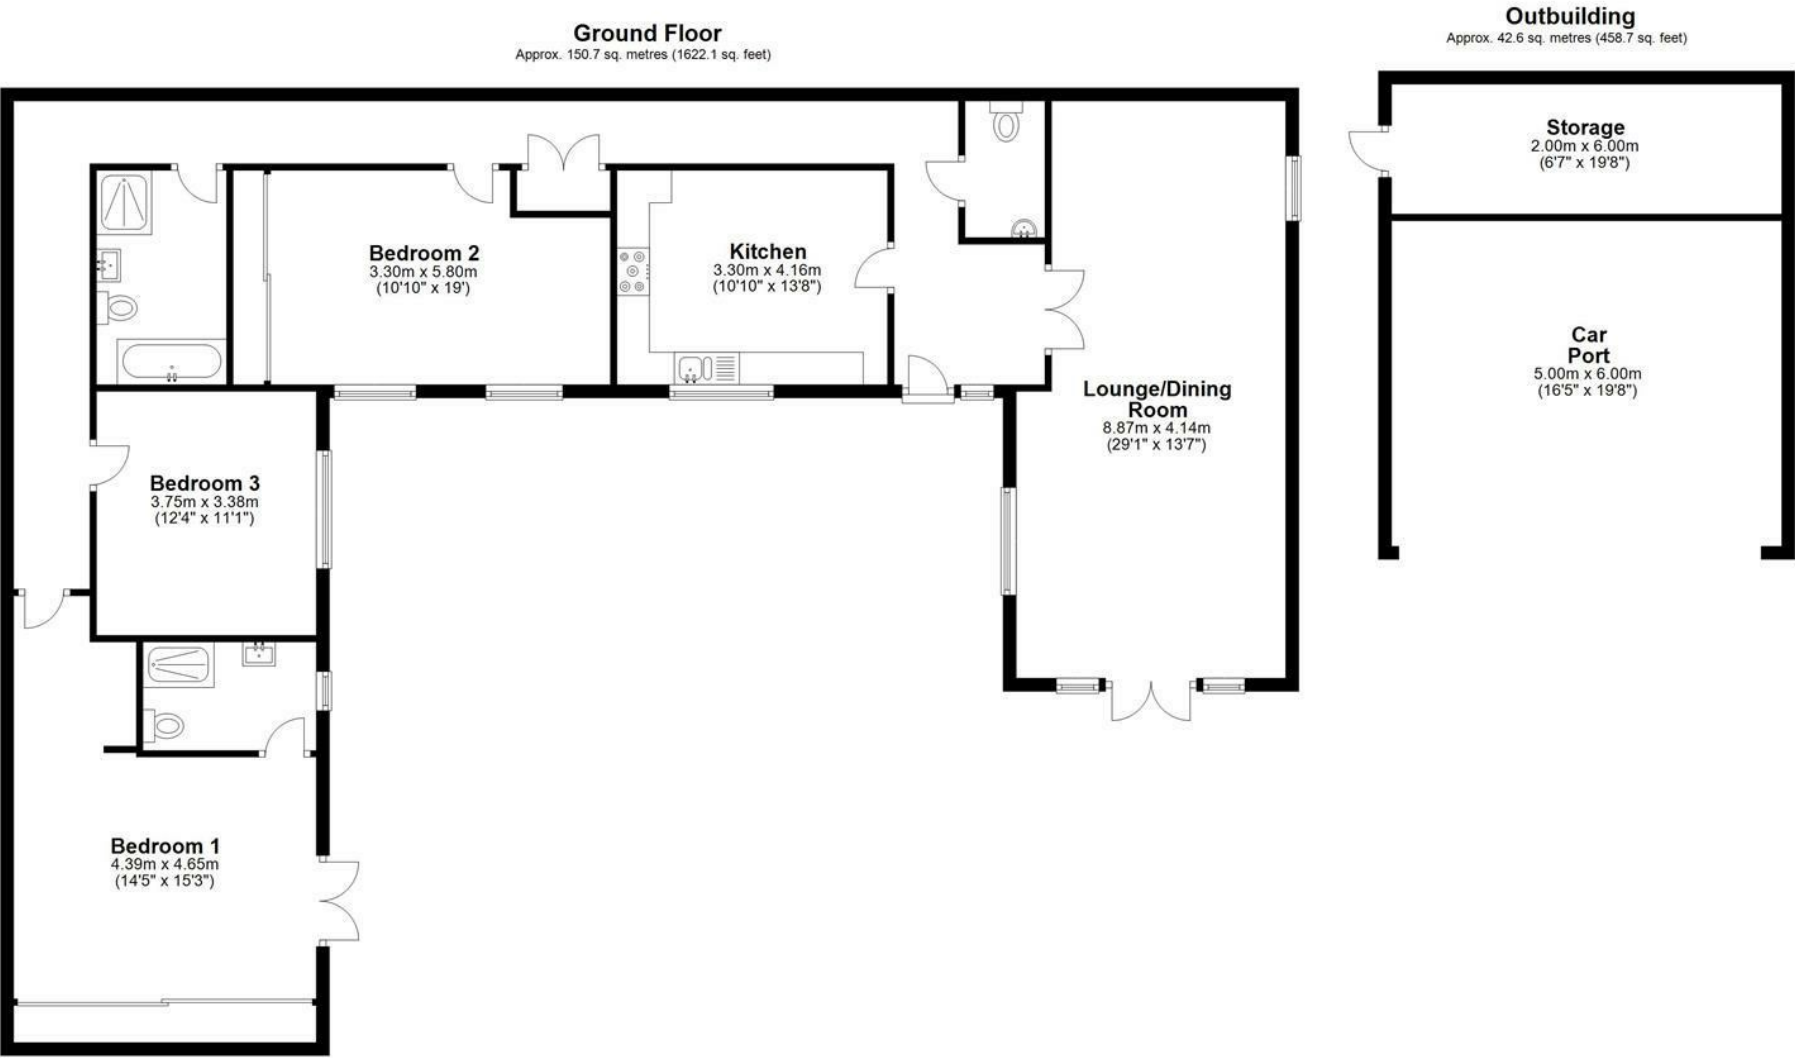 Ground Floor
Approx. 150.7 sq. metres (1622.1 sq. feet)
Outbuilding
Approx. 42.6 sq. metres (458.7 sq. feet)
Storage
2.00m x 6.00m
(6'7" x 19'8")
Bedroom 2
3.30m x 5.80m
(10'10" x 19')
Kitchen
3.30m x 4.16m
(10'10" x 13'8")
Car
Port
5.00m x 6.00m
(16'5" x 19'8")
Lounge/Dining
Room
8.87m x 4.14m
(29'1" x 13'7")
Bedroom 3
3.75m x 3.38m
(12'4" x 11'1")
Bedroom 1
4.39m x 4.65m
(14'5" x 15'3")